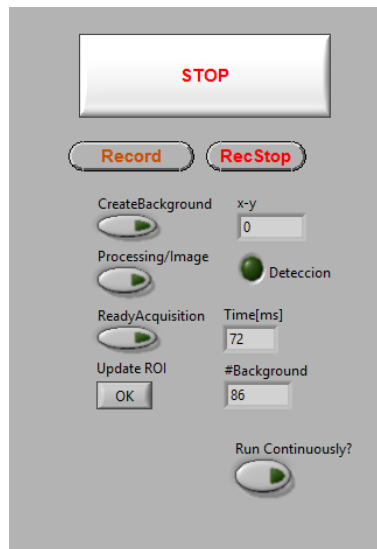 STOP
Record RecStop
CreateBackground x-y
0
Processing/Image
Deteccion
ReadyAcquisition Time[ms]
72
Update ROI #Background
OK 86
Run Continuously?